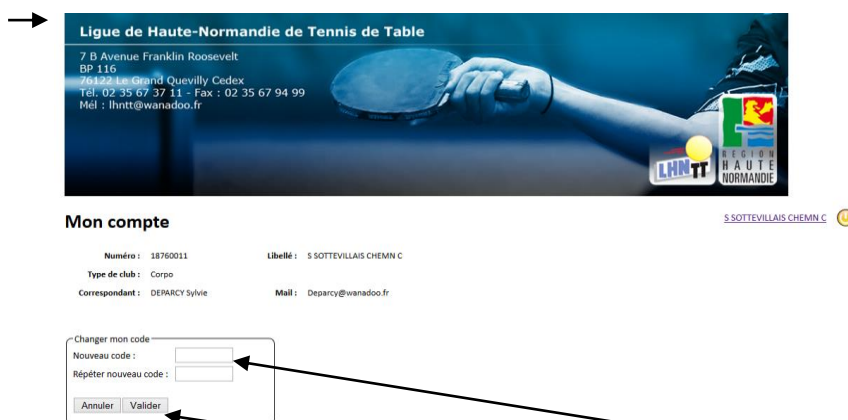 Ligue de Haute-Normandie de Tennis de Table
7 B Avenue Franklin Roosevelt
BP 116
76122 Le Grand Quevilly Cedex
Tél. 02 35 67 37 11 - Fax : 02 35 67 94 99
Mél : lhntt@wanadoo.fr
LHNTT
REGION
HAUTE
NORMANDIE
Mon compte
S SOTTEVILLAIS CHEMN C
Numéro : 18760011 Libellé : S SOTTEVILLAIS CHEMN C
Type de club : Corpo
Correspondant : DEPARCY Sylvie Mail : Deparcy@wanadoo.fr
Changer mon code
Nouveau code :
Répéter nouveau code :
Annuler Valider